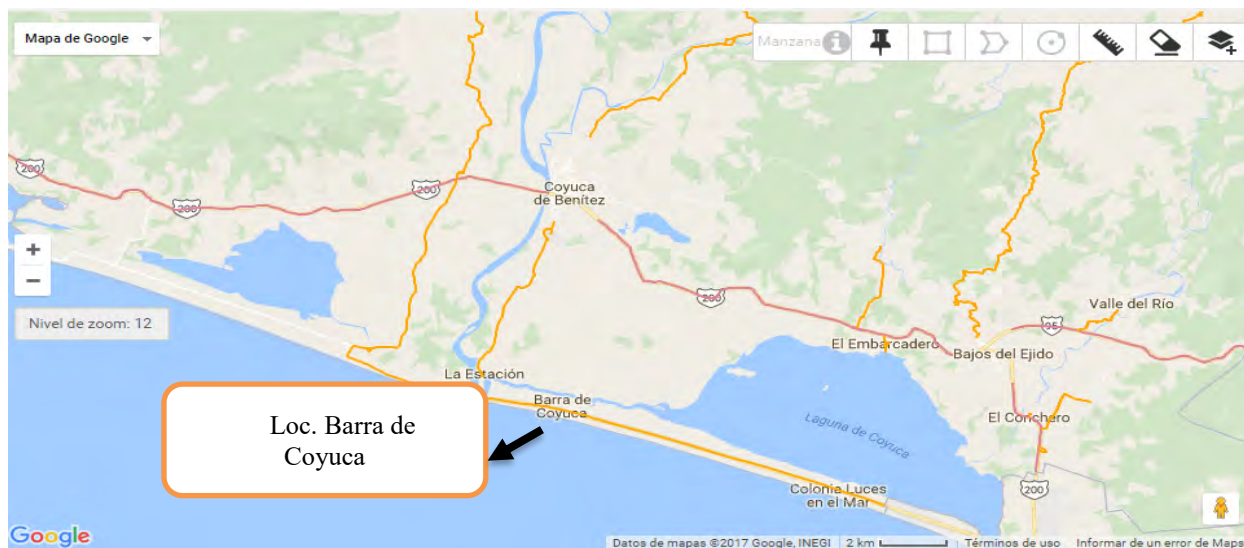 Mapa de Google
Manzana
200
200
200
Coyuca
de Benítez
Nivel de zoom: 12
200
Valle del Río
95
El Embarcadero
Bajos del Ejido
La Estación
Barra de
Coyuca
El Conchero
Laguna de Coyuca
Loc. Barra de
Coyuca
Colonia Luces
en el Mar
200
Google
Datos de mapas ©2017 Google, INEGI
2 km
Términos de uso
Informar de un error de Maps